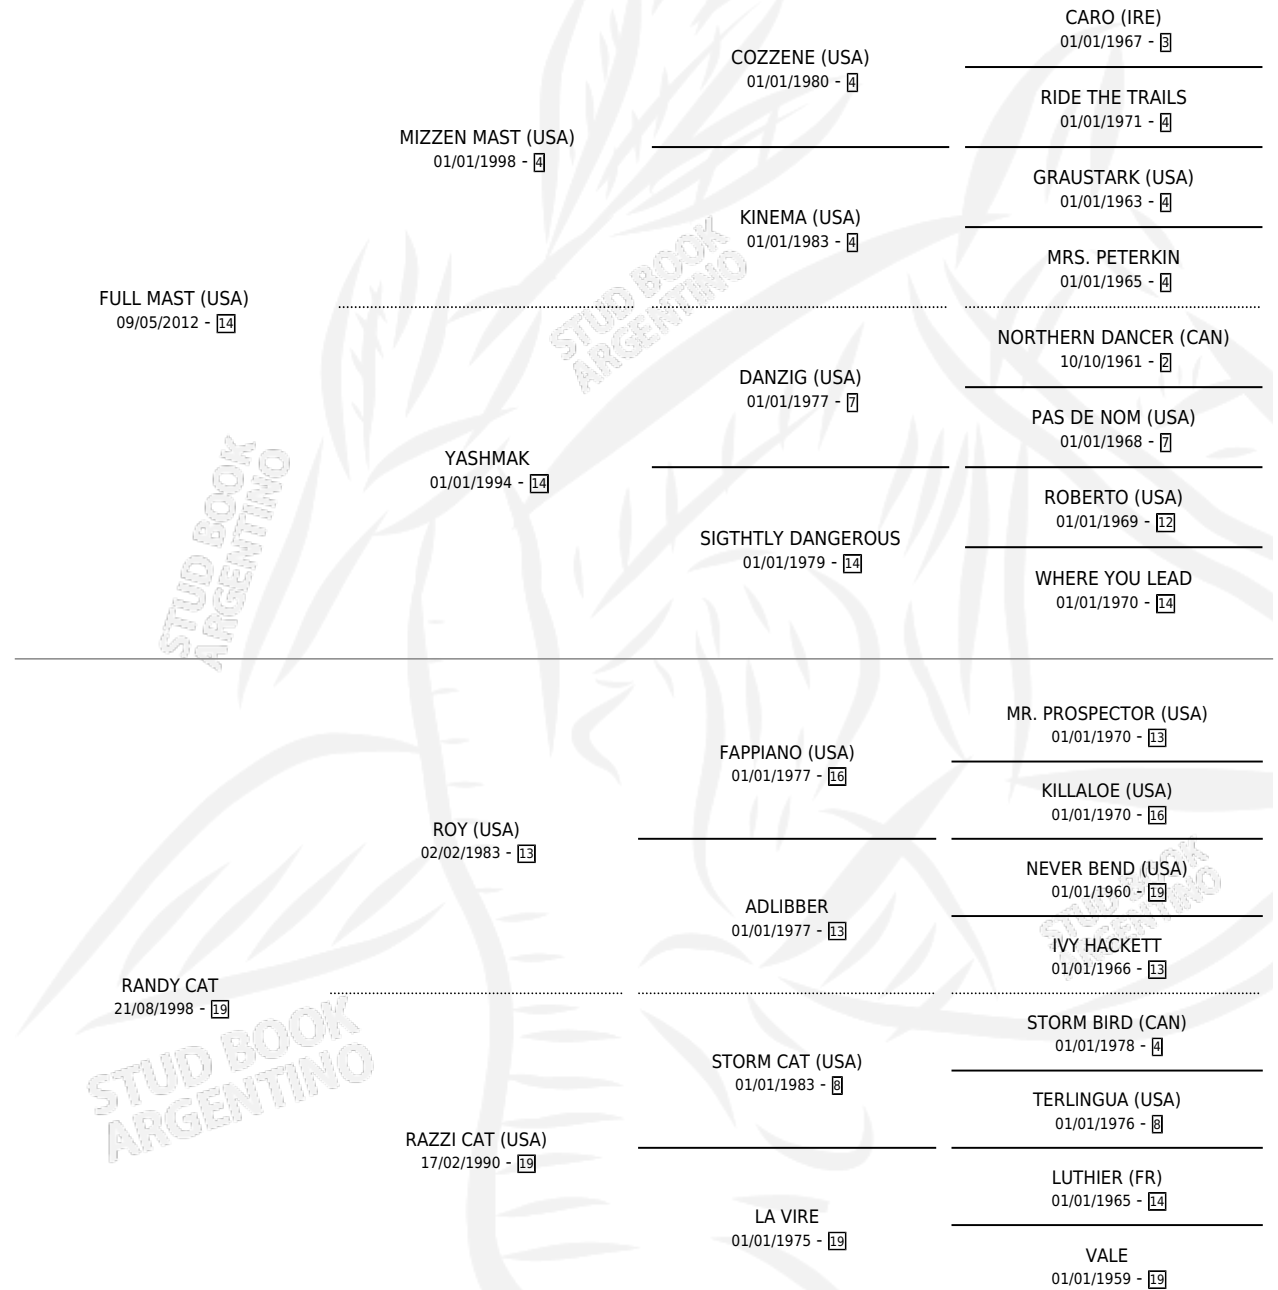 CARO (IRE)
01/01/1967 - 3
COZZENE (USA)
01/01/1980 - 4
RIDE THE TRAILS
01/01/1971 - 4
MIZZEN MAST (USA)
01/01/1998 - 4
GRAUSTARK (USA)
01/01/1963 - 4
KINEMA (USA)
01/01/1983 - 4
MRS. PETERKIN
01/01/1965 - 4
FULL MAST (USA)
09/05/2012 - 14
NORTHERN DANCER (CAN)
10/10/1961 - 2
DANZIG (USA)
01/01/1977 - 7
PAS DE NOM (USA)
01/01/1968 - 7
YASHMAK
01/01/1994 - 14
ROBERTO (USA)
01/01/1969 - 12
SIGTHTLY DANGEROUS
01/01/1979 - 14
WHERE YOU LEAD
01/01/1970 - 14
STUD BOOK
ARGENTINO
STUD BOOK
ARGENTINO
MR. PROSPECTOR (USA)
01/01/1970 - 13
FAPPIANO (USA)
01/01/1977 - 16
KILLALOE (USA)
01/01/1970 - 16
ROY (USA)
02/02/1983 - 13
NEVER BEND (USA)
01/01/1960 - 19
ADLIBBER
01/01/1977 - 13
IVY HACKETT
01/01/1966 - 13
RANDY CAT
21/08/1998 - 19
STORM BIRD (CAN)
01/01/1978 - 4
STORM CAT (USA)
01/01/1983 - 8
TERLINGUA (USA)
01/01/1976 - 8
RAZZI CAT (USA)
17/02/1990 - 19
LUTHIER (FR)
01/01/1965 - 14
LA VIRE
01/01/1975 - 19
VALE
01/01/1959 - 19
STUD BOOK
ARGENTINO
STUD BOOK
ARGENTINO